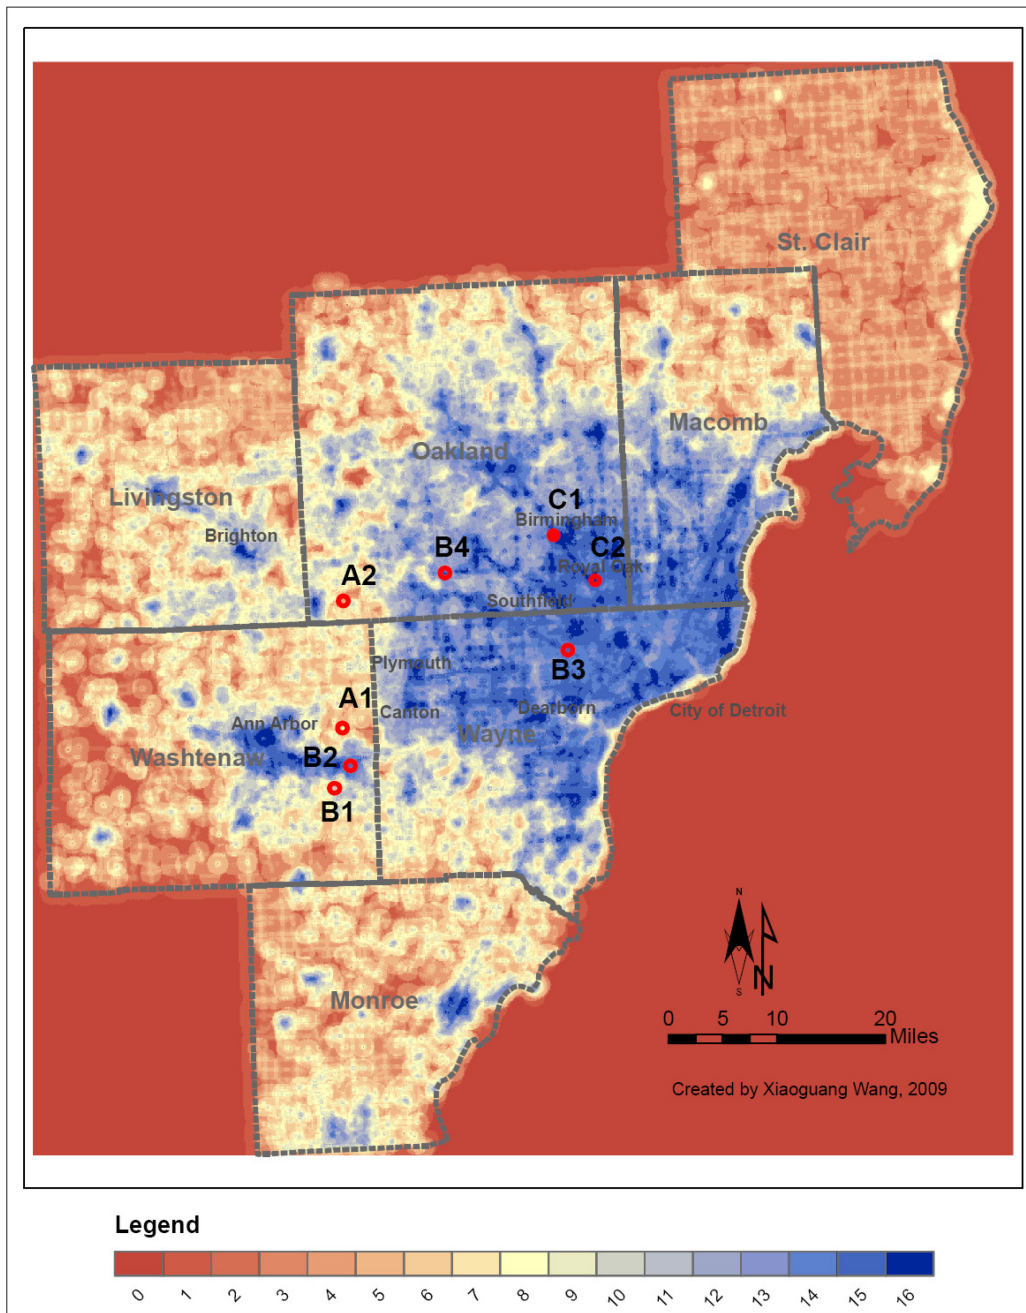 St. Clair
Macomb
Oakland
Livingston
Brighton
C1
Birmingham
C2
Royal Oak
B4
A2
Southfield
B3
Plymouth
A1
Canton
Dearborn
City of Detroit
Ann Arbor
Wayne
Washtenaw
B2
B1
Monroe
N
S
N
0 5 10 20
Miles
Created by Xiaoguang Wang, 2009
Legend
0 1 2 3 4 5 6 7 8 9 10 11 12 13 14 15 16